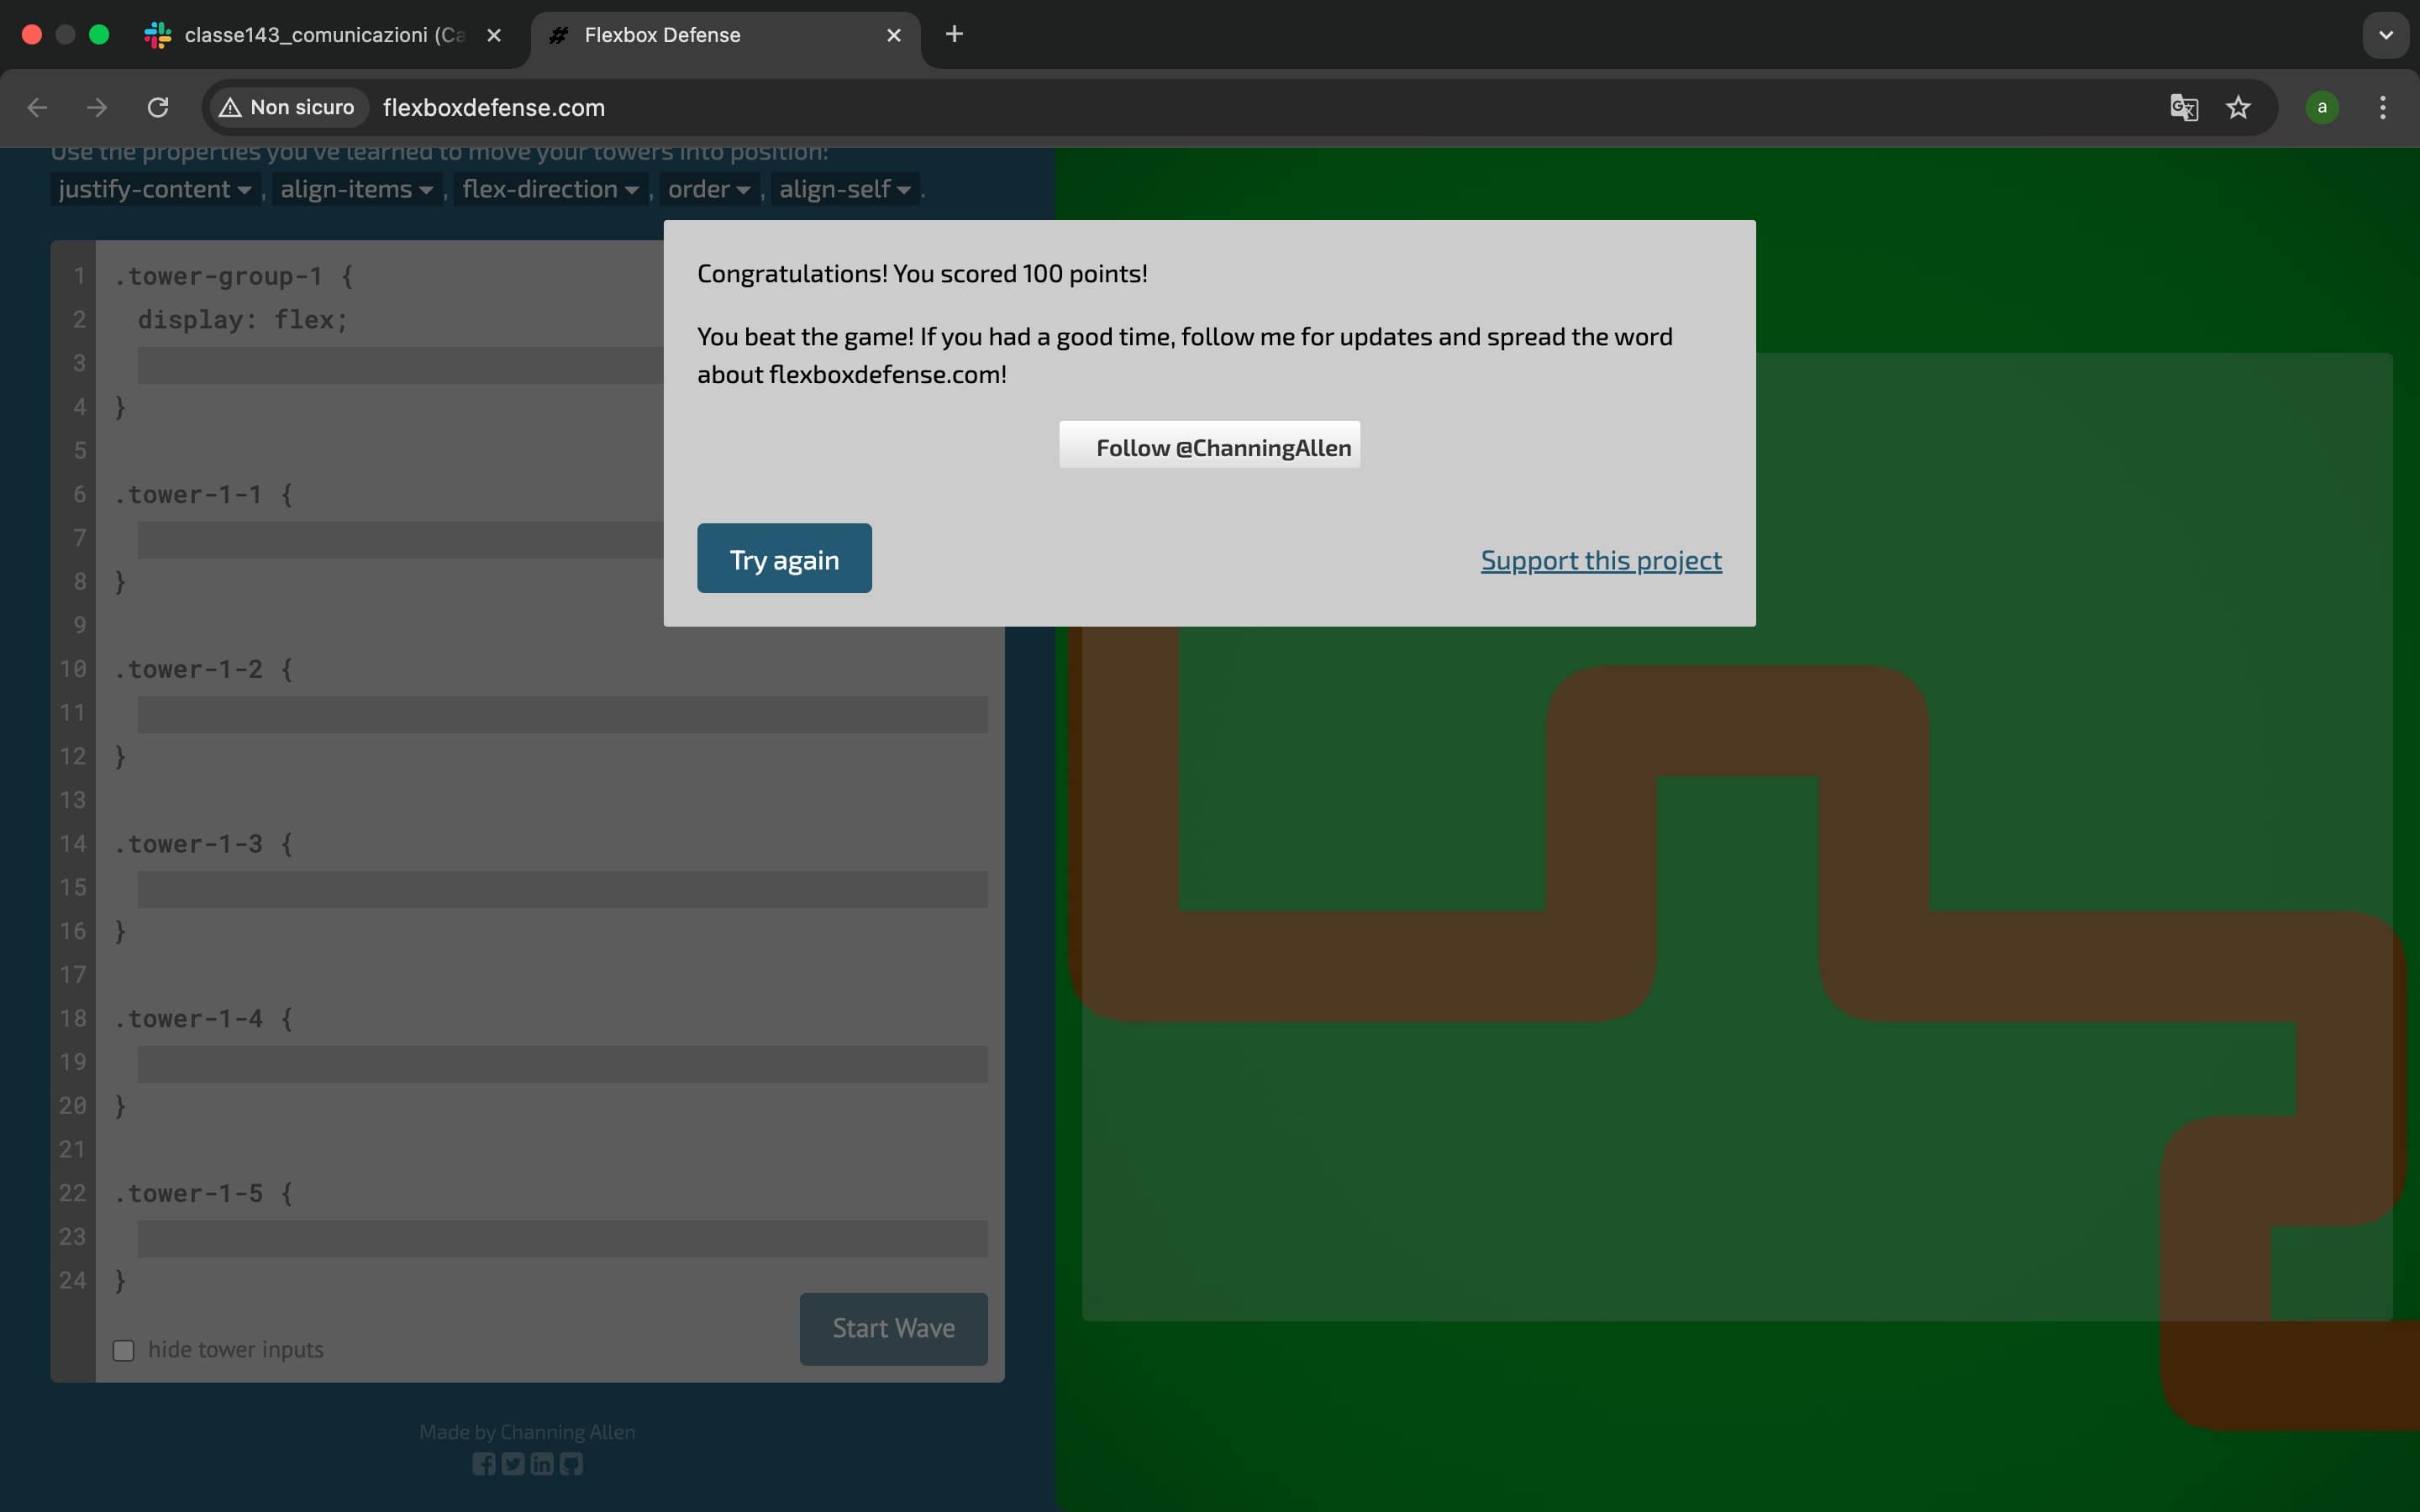 classe143_comunicazioni (Ca
Flexbox Defense
Non sicuro
flexboxdefense.com
a
Use the properties you've learned to move your towers into position:
justify-content , align-items , flex-direction , order , align-self .
1 .tower-group-1 {
2 display: flex;
3
4 }
5
6 .tower-1-1 {
7
8 }
9
10 .tower-1-2 {
11
12 }
13
14 .tower-1-3 {
15
16 }
17
18 .tower-1-4 {
19
20 }
21
22 .tower-1-5 {
23
24 }
hide tower inputs
Start Wave
Made by Channing Allen
Congratulations! You scored 100 points!
You beat the game! If you had a good time, follow me for updates and spread the word
about flexboxdefense.com!
Follow @ChanningAllen
Try again
Support this project